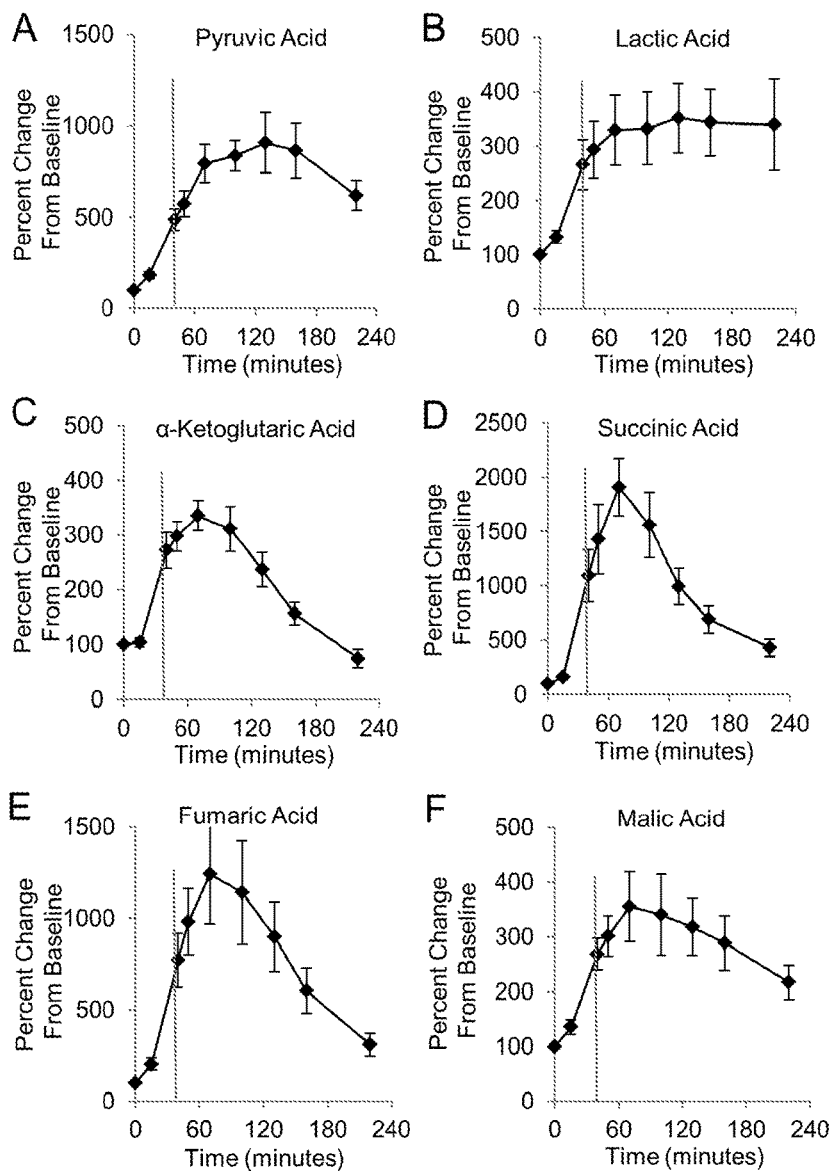 A
Pyruvic Acid
Percent Change
From Baseline
1500
1000
500
0
0 60 120 180 240
Time (minutes)
B
Lactic Acid
Percent Change
From Baseline
500
400
300
200
100
0
0 60 120 180 240
Time (minutes)
C
α-Ketoglutaric Acid
Percent Change
From Baseline
500
400
300
200
100
0
0 60 120 180 240
Time (minutes)
D
Succinic Acid
Percent Change
From Baseline
2500
2000
1500
1000
500
0
0 60 120 180 240
Time (minutes)
E
Fumaric Acid
Percent Change
From Baseline
1500
1000
500
0
0 60 120 180 240
Time (minutes)
F
Malic Acid
Percent Change
From Baseline
500
400
300
200
100
0
0 60 120 180 240
Time (minutes)